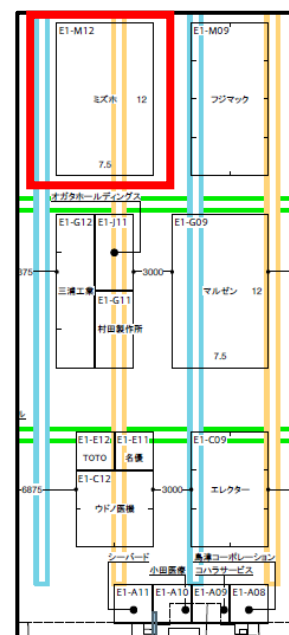 E1-M12
E1-M09
ミズホ 12
フジマック
7.5
オガタホールディングス
E1-G12
E1-J11
E1-G09
3000
三浦工業
E1-G11
マルゼン 12
村田製作所
7.5
E1-E12
E1-E11
E1-C09
TOTO
名優
E1-C12
6875
3000
エレクター
ウドノ医機
シーバード
島津コーポレーション
小田医療
コハラサービス
E1-A11
E1-A10
E1-A09
E1-A08